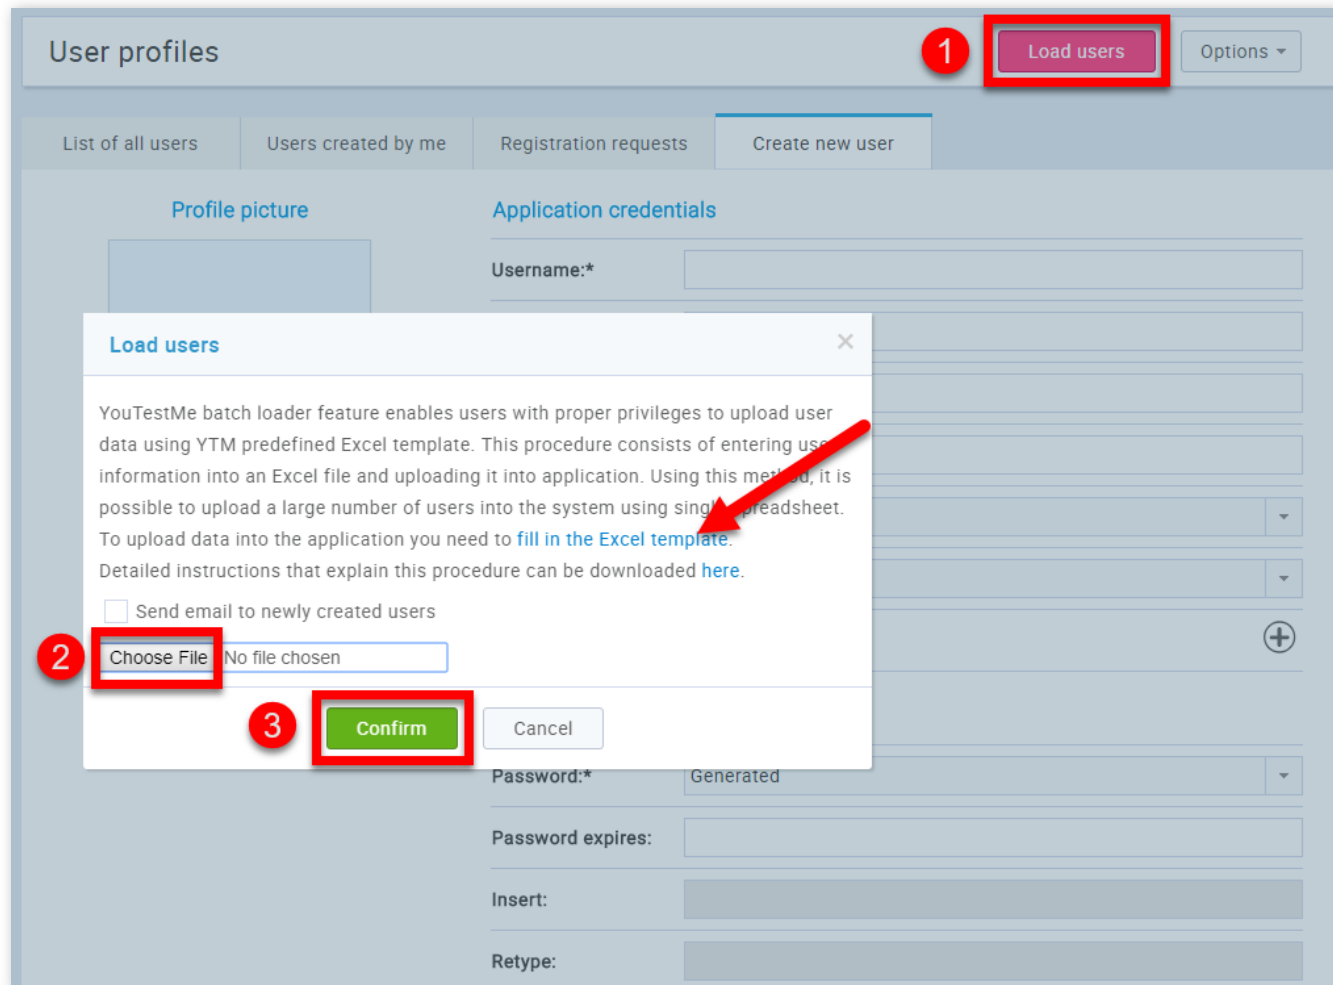 User profiles
1
Load users
Options
List of all users
Users created by me
Registration requests
Create new user
Profile picture
Application credentials
Username:*
Load users
YouTestMe batch loader feature enables users with proper privileges to upload user
data using YTM predefined Excel template. This procedure consists of entering user
information into an Excel file and uploading it into application. Using this method, it is
possible to upload a large number of users into the system using single spreadsheet.
To upload data into the application you need to fill in the Excel template.
Detailed instructions that explain this procedure can be downloaded here.
Send email to newly created users
2
Choose File No file chosen
3
Confirm
Cancel
Password:*
Generated
Password expires:
Insert:
Retype: